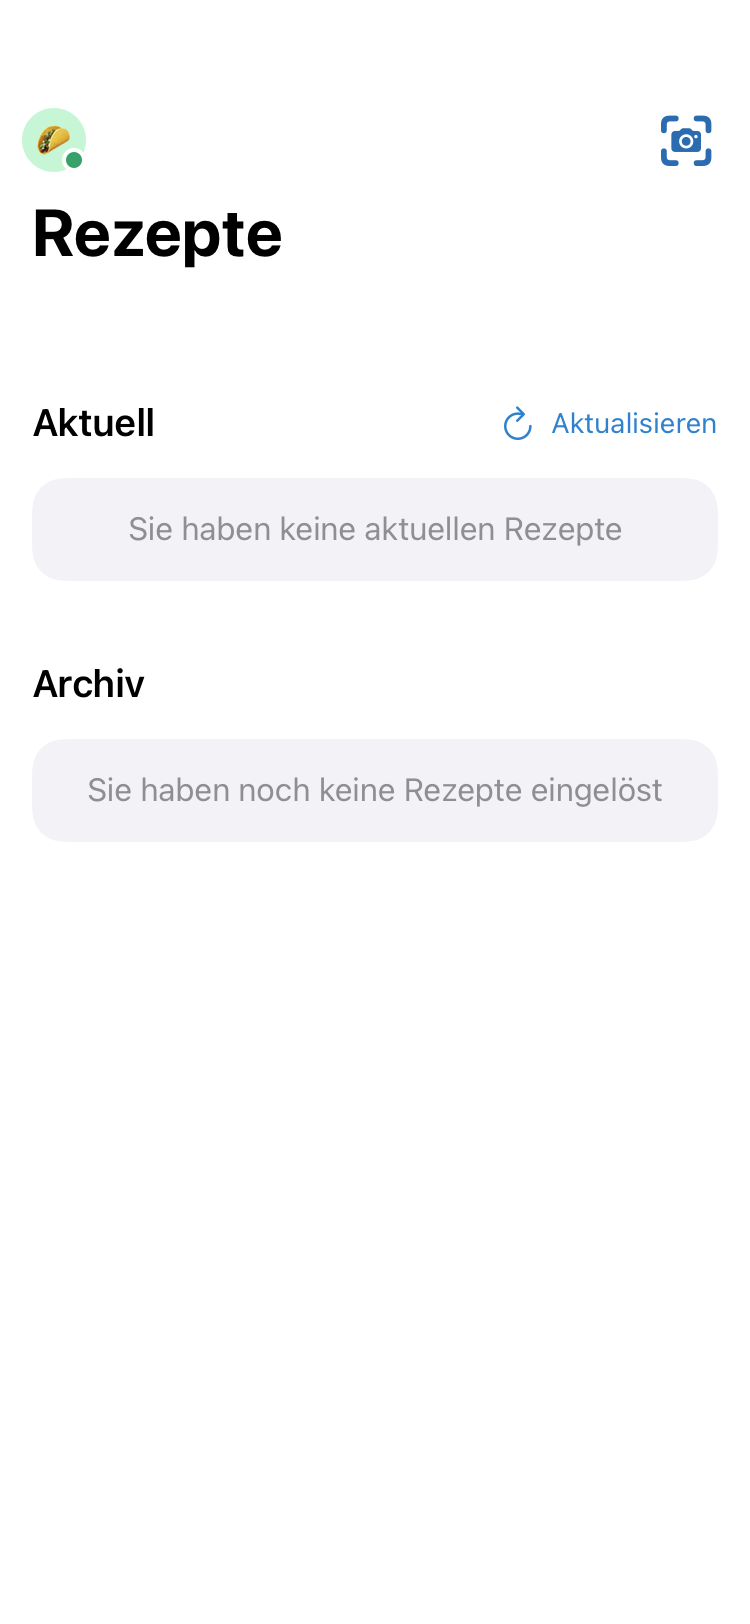 Rezepte
Aktuell
Aktualisieren
Sie haben keine aktuellen Rezepte
Archiv
Sie haben noch keine Rezepte eingelöst